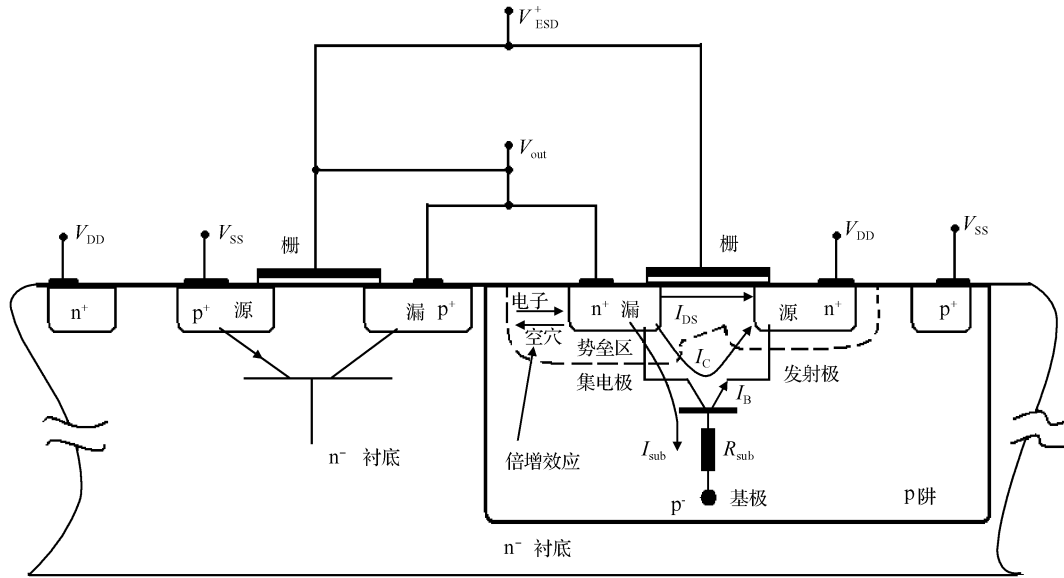 V⁺ESD
Vout
VDD
VSS
栅
栅
VDD
VSS
n⁺
p⁺ 源
漏 p⁺
电子
空穴
n⁺ 漏
IDS
源 n⁺
p⁺
势垒区
集电极
IC
发射极
IB
倍增效应
Isub
Rsub
n⁻ 衬底
p⁻
基极
p阱
n⁻ 衬底